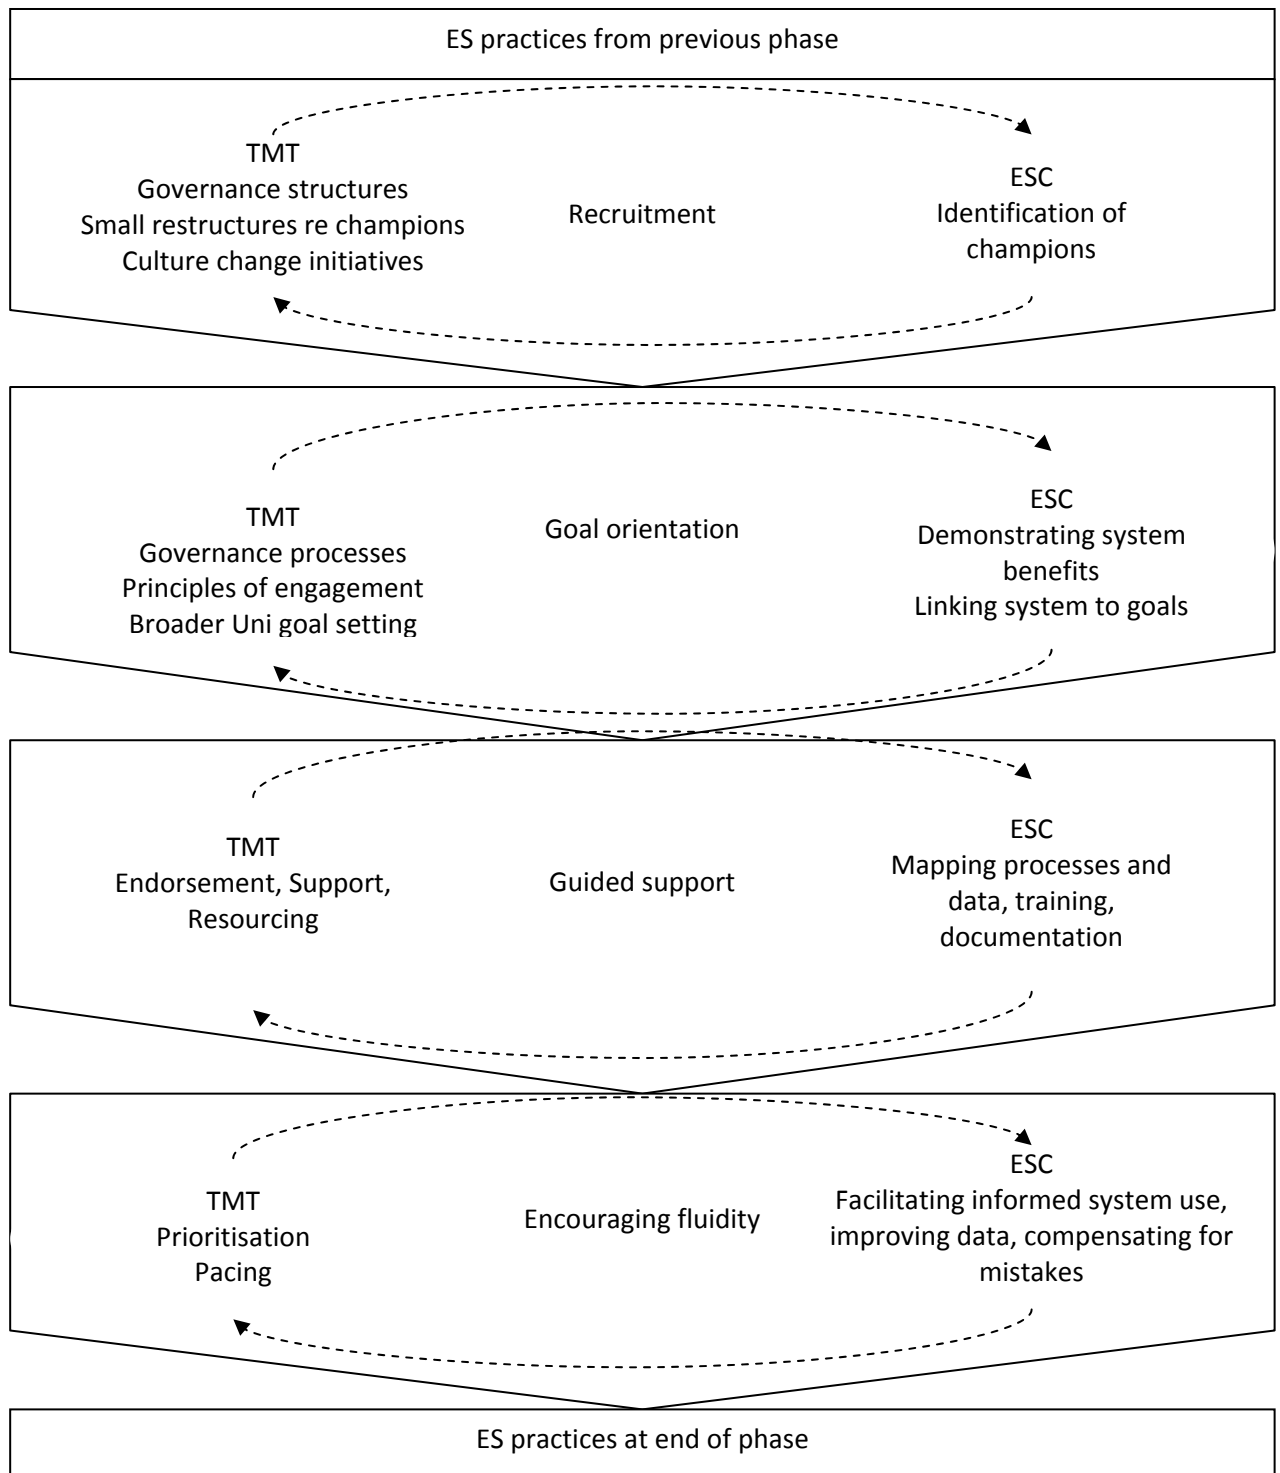 ES practices from previous phase
TMT
Governance structures
Small restructures re champions
Culture change initiatives
Recruitment
ESC
Identification of
champions
TMT
Governance processes
Principles of engagement
Broader Uni goal setting
Goal orientation
ESC
Demonstrating system
benefits
Linking system to goals
TMT
Endorsement, Support,
Resourcing
Guided support
ESC
Mapping processes and
data, training,
documentation
TMT
Prioritisation
Pacing
Encouraging fluidity
ESC
Facilitating informed system use,
improving data, compensating for
mistakes
ES practices at end of phase